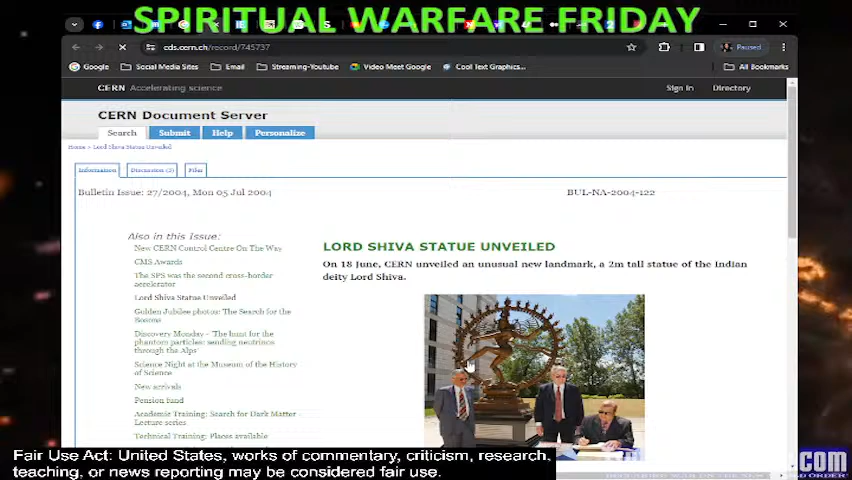 SPIRITUAL WARFARE FRIDAY
cds.cern.ch/record/745737
Paused
Google
Social Media Sites
Email
Streaming-Youtube
Video Meet Google
Cool Text Graphics...
All Bookmarks
CERN Accelerating science
Sign In
Directory
CERN Document Server
Search
Submit
Help
Personalize
Home > Lord Shiva Statue Unveiled
Information
Discussion (2)
Files
Bulletin Issue: 27/2004, Mon 05 Jul 2004
BUL-NA-2004-122
Also in this Issue:
New CERN Control Centre On The Way
CMS Awards
The SPS was the second cross-border
accelerator
Lord Shiva Statue Unveiled
Golden Jubilee photos: The Search for the
Bosons
Discovery Monday - 'The hunt for the
phantom particles: sending neutrinos
through the Alps'
Science Night at the Museum of the History
of Science
New arrivals
Pension fund
Academic Training: Search for Dark Matter -
Lecture series
Technical Training: Places available
LORD SHIVA STATUE UNVEILED
On 18 June, CERN unveiled an unusual new landmark, a 2m tall statue of the Indian
deity Lord Shiva.
Fair Use Act: United States, works of commentary, criticism, research,
teaching, or news reporting may be considered fair use.
.com